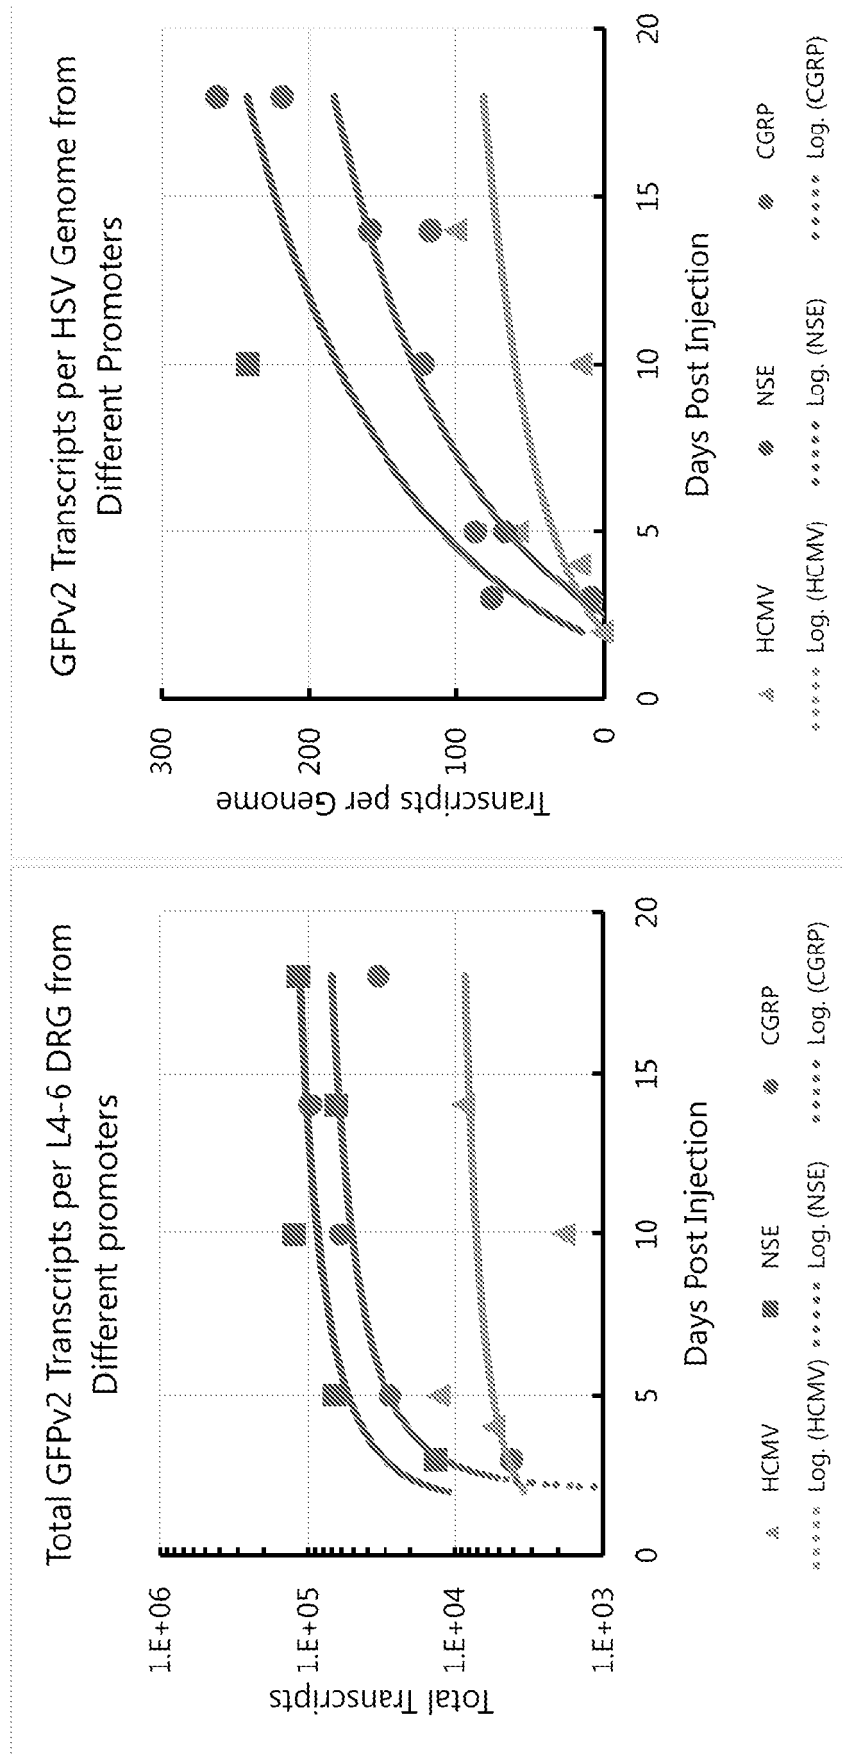 Total GFPv2 Transcripts per L4-6 DRG from
Different promoters
1.E+06
1.E+05
1.E+04
1.E+03
Total Transcripts
0
5
10
15
20
Days Post Injection
HCMV
NSE
CGRP
Log. (HCMV)
Log. (NSE)
Log. (CGRP)
GFPv2 Transcripts per HSV Genome from
Different Promoters
300
200
100
0
Transcripts per Genome
0
5
10
15
20
Days Post Injection
HCMV
NSE
CGRP
Log. (HCMV)
Log. (NSE)
Log. (CGRP)